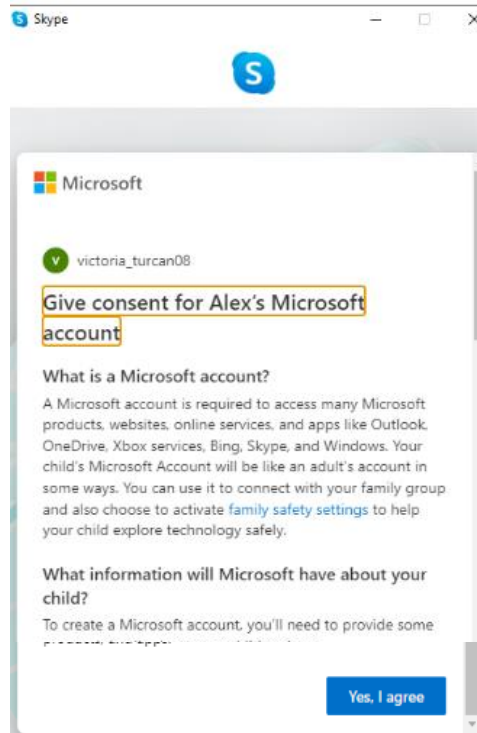 Skype
S
Microsoft
v victoria_turcan08
Give consent for Alex's Microsoft
account
What is a Microsoft account?
A Microsoft account is required to access many Microsoft
products, websites, online services, and apps like Outlook,
OneDrive, Xbox services, Bing, Skype, and Windows. Your
child's Microsoft Account will be like an adult's account in
some ways. You can use it to connect with your family group
and also choose to activate family safety settings to help
your child explore technology safely.
What information will Microsoft have about your
child?
To create a Microsoft account, you'll need to provide some
Yes, I agree